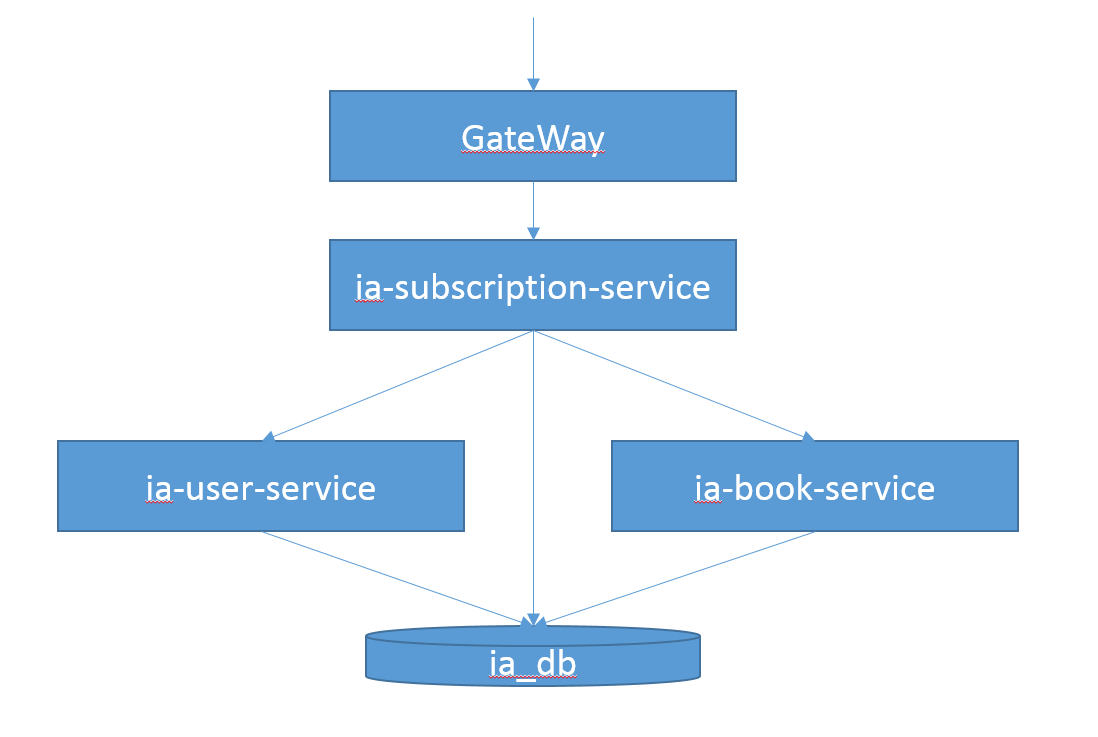 GateWay
ia-subscription-service
ia-user-service
ia-book-service
ia_db